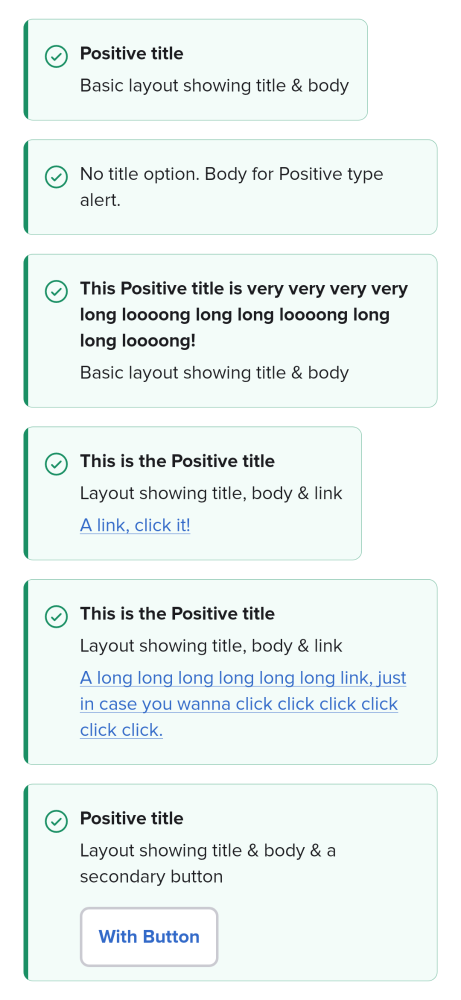 Positive title
Basic layout showing title & body
No title option. Body for Positive type
alert.
This Positive title is very very very very
long loooong long long loooong long
long loooong!
Basic layout showing title & body
This is the Positive title
Layout showing title, body & link
A link, click it!
This is the Positive title
Layout showing title, body & link
A long long long long long long link, just
in case you wanna click click click click
click click.
Positive title
Layout showing title & body & a
secondary button
With Button